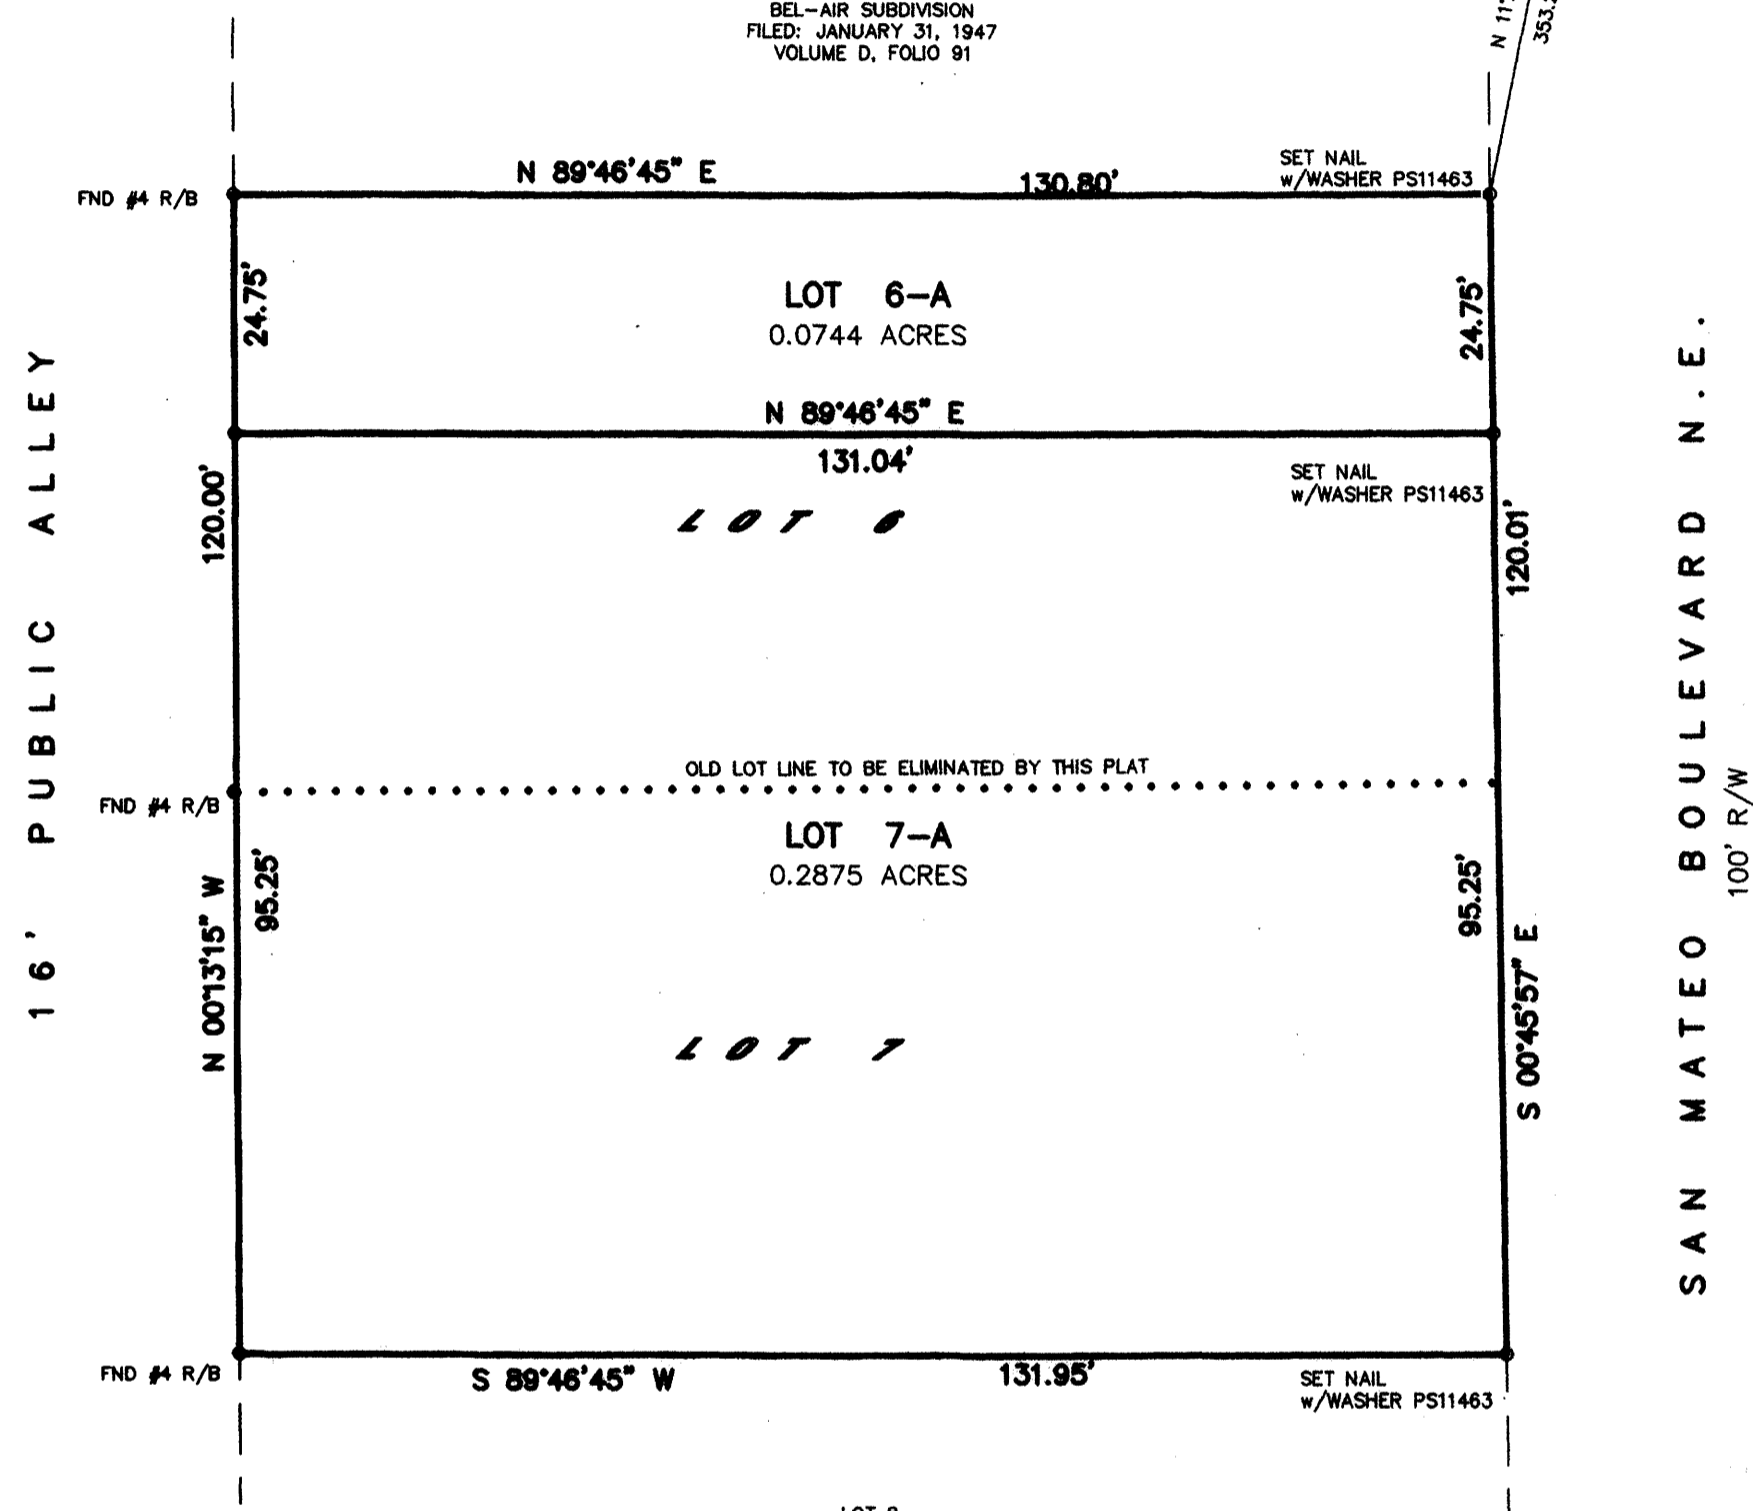 BEL-AIR SUBDIVISION
FILED: JANUARY 31, 1947
VOLUME D, FOLIO 91
N 89°46'45" E
130.80'
SET NAIL
w/WASHER PS11463
FND #4 R/B
24.75'
LOT 6-A
0.0744 ACRES
24.75'
N 89°46'45" E
131.04'
SET NAIL
w/WASHER PS11463
LOT 6
120.00'
120.01'
16' PUBLIC ALLEY
SAN MATEO BOULEVARD N.E.
100' R/W
OLD LOT LINE TO BE ELIMINATED BY THIS PLAT
FND #4 R/B
LOT 7-A
0.2875 ACRES
95.25'
95.25'
N 00°13'15" W
S 00°45'57" E
LOT 7
FND #4 R/B
S 89°46'45" W
131.95'
SET NAIL
w/WASHER PS11463